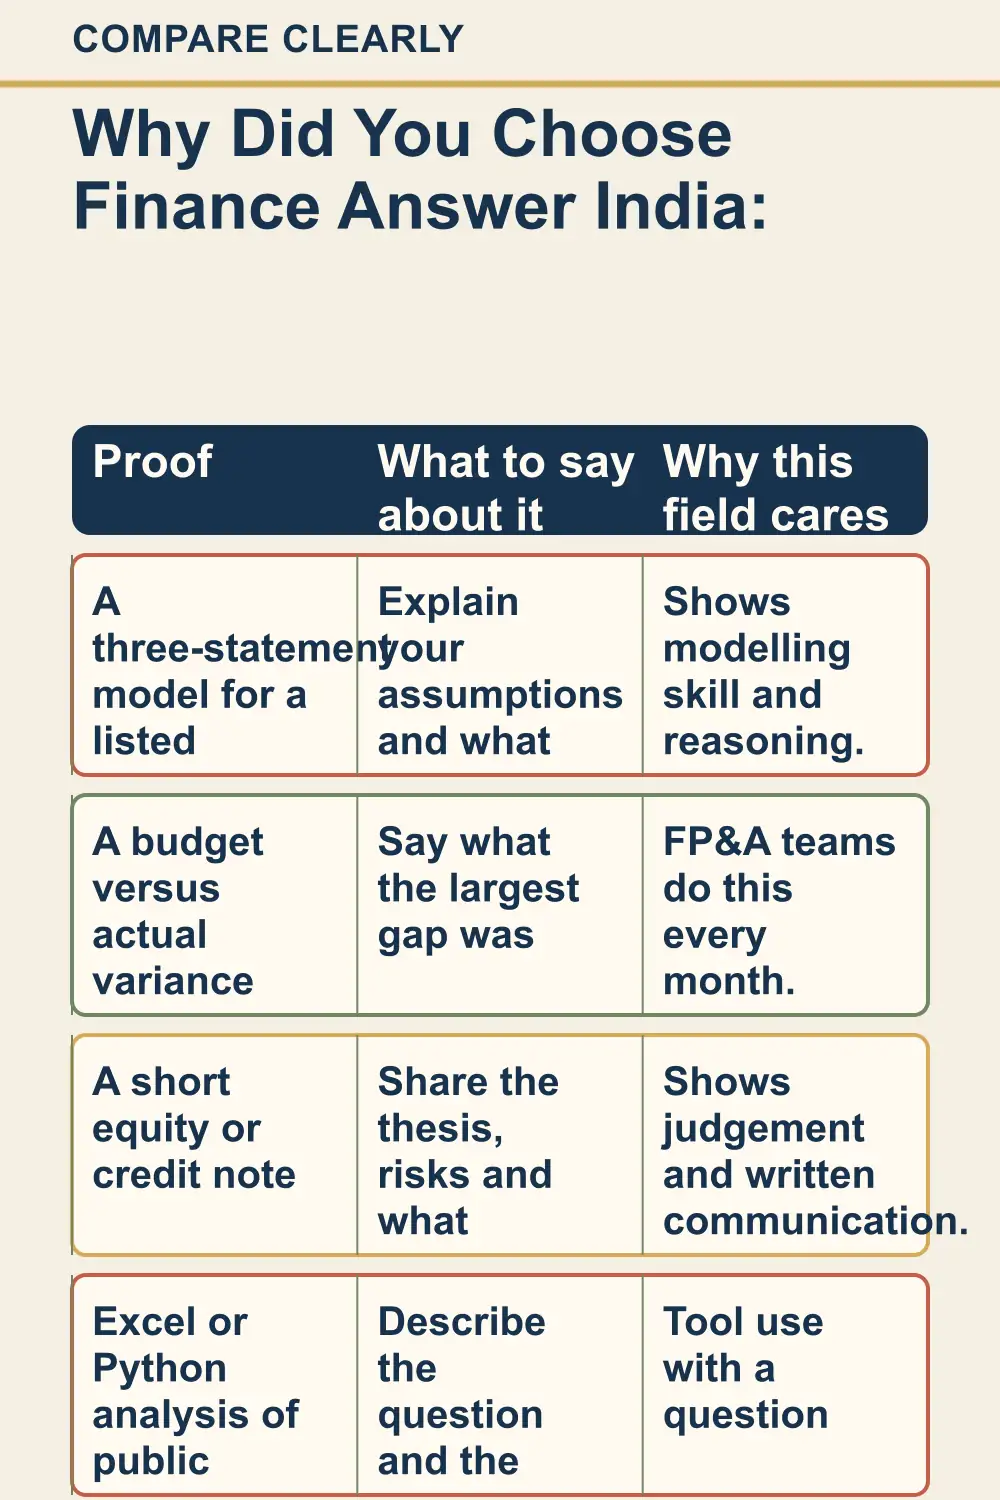 COMPARE CLEARLY
Why Did You Choose
Finance Answer India:
Proof
What to say
about it
Why this
field cares
A
three-statement
model for a
listed
Explain
your
assumptions
and what
Shows
modelling
skill and
reasoning.
A budget
versus
actual
variance
Say what
the largest
gap was
FP&A teams
do this
every
month.
A short
equity or
credit note
Share the
thesis,
risks and
what
Shows
judgement
and written
communication.
Excel or
Python
analysis of
public
Describe
the
question
and the
Tool use
with a
question